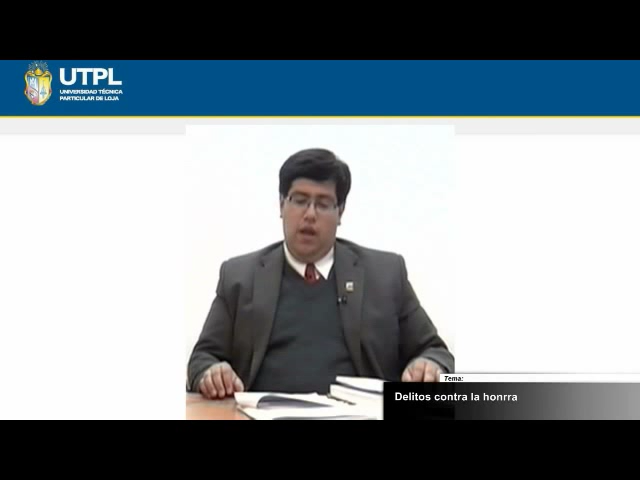 UTPL
UNIVERSIDAD TÉCNICA
PARTICULAR DE LOJA
Tema:
Delitos contra la honrra